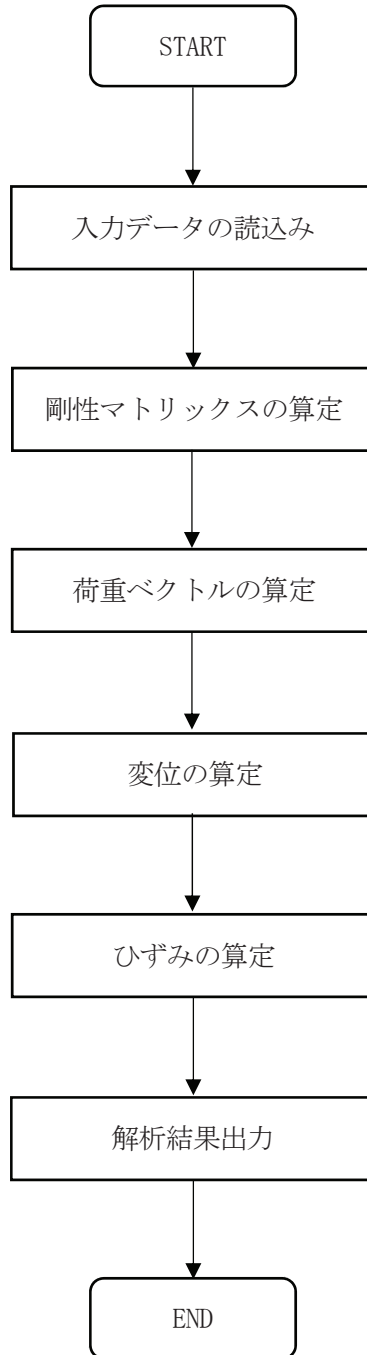 START
入力データの読込み
剛性マトリックスの算定
荷重ベクトルの算定
変位の算定
ひずみの算定
解析結果出力
END